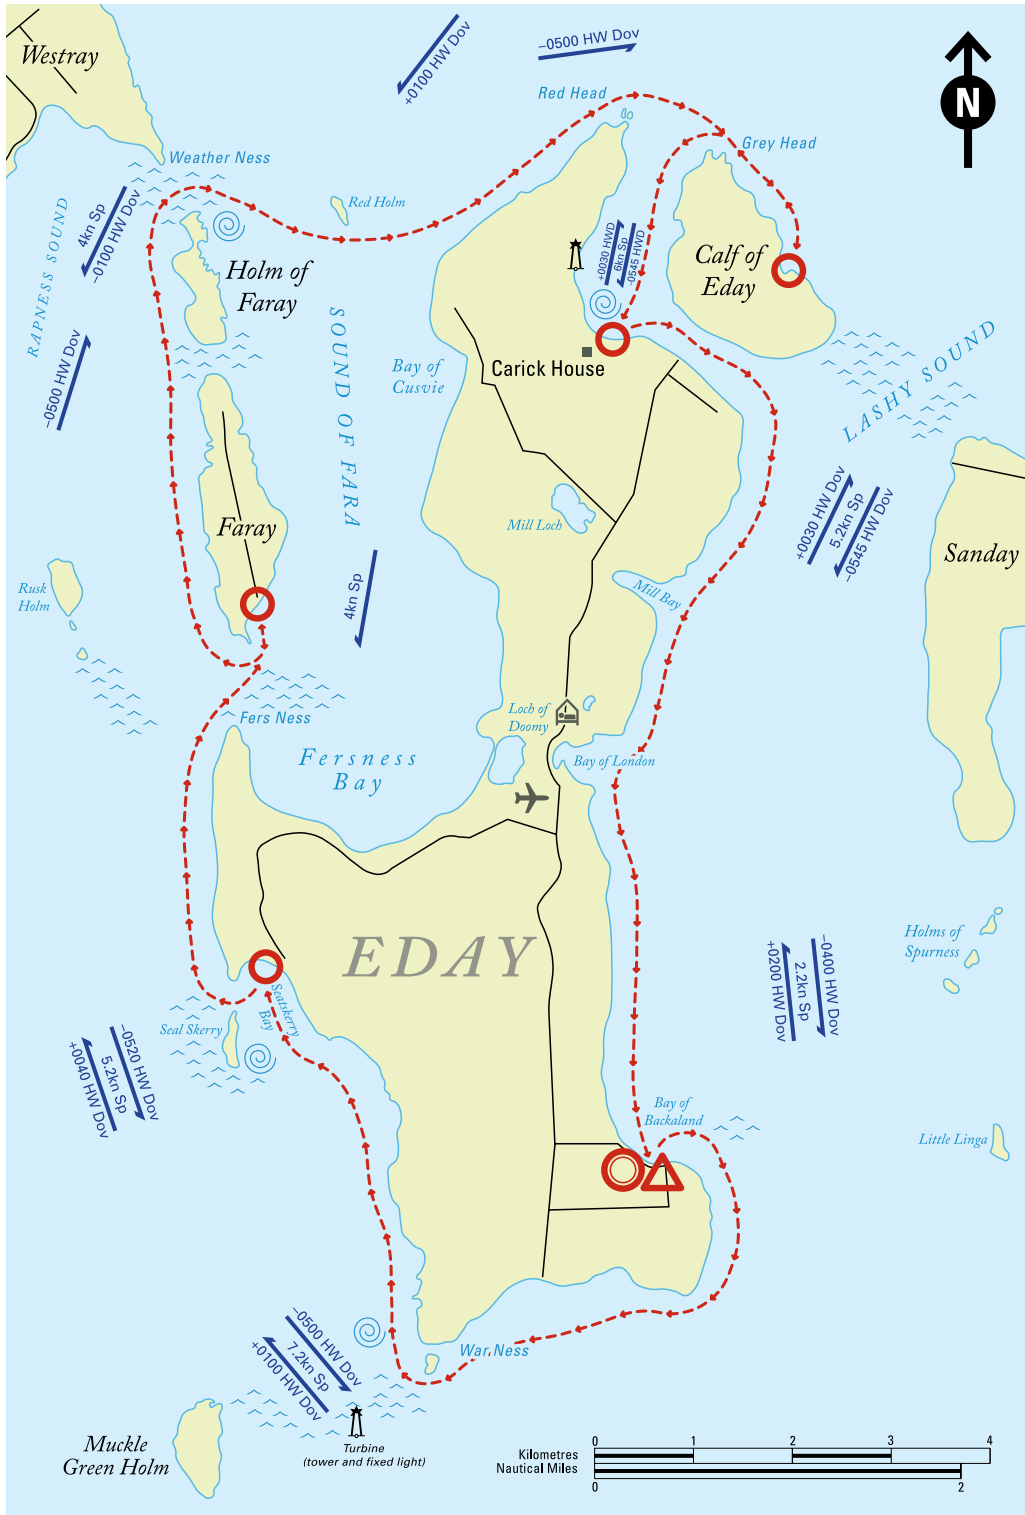 Westray
+0100 HW Dov
–0500 HW Dov
N
Red Head
Grey Head
Weather Ness
Red Holm
RAPNESS SOUND
4kn Sp
–0100 HW Dov
Holm of
Faray
+0030 HWD
6kn Sp
–0545 HWD
Calf of
Eday
SOUND OF FARA
–0500 HW Dov
Bay of
Cusvie
Carick House
LASHY SOUND
Faray
Mill Loch
+0030 HW Dov
5.2kn Sp
–0545 HW Dov
Sanday
Rusk
Holm
4kn Sp
Mill Bay
Fers Ness
Loch of
Doomy
Fersness
Bay
Bay of London
EDAY
Holms of
Spurness
–0400 HW Dov
2.2kn Sp
+0200 HW Dov
Seatskerry
Bay
Seal Skerry
–0520 HW Dov
5.2kn Sp
+0040 HW Dov
Bay of
Backaland
Little Linga
–0500 HW Dov
7.2kn Sp
+0100 HW Dov
War Ness
Muckle
Green Holm
Turbine
(tower and fixed light)
0 1 2 3 4
Kilometres
Nautical Miles
0 2